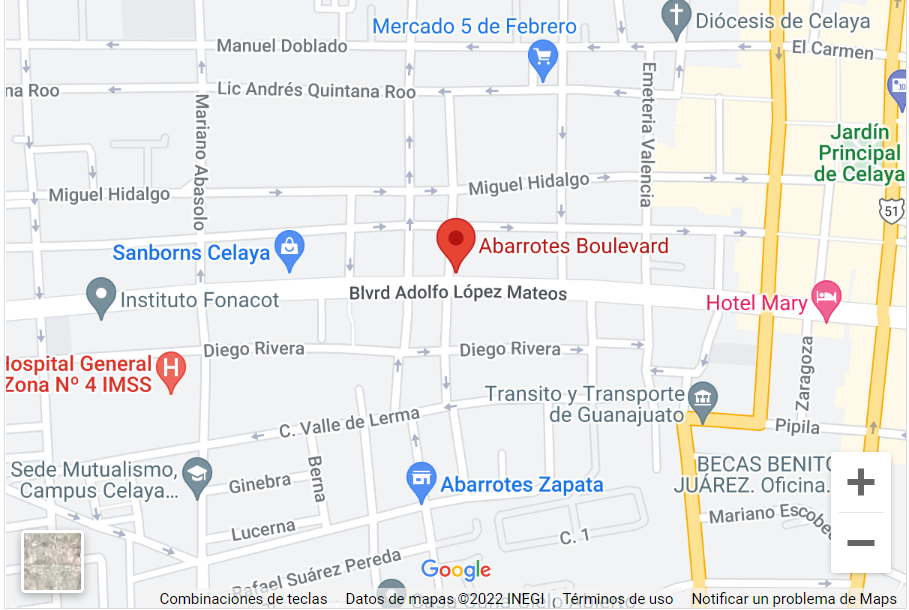 Mercado 5 de Febrero
Diócesis de Celaya
Manuel Doblado
El Carmen
na Roo
Lic Andrés Quintana Roo
Mariano Abasolo
Emeteria Valencia
Jardín
Principal
de Celaya
Miguel Hidalgo
Miguel Hidalgo
51
Sanborns Celaya
Abarrotes Boulevard
Instituto Fonacot
Blvrd Adolfo López Mateos
Hotel Mary
Diego Rivera
Diego Rivera
Hospital General
Zona Nº 4 IMSS
H
Zaragoza
Transito y Transporte
de Guanajuato
C. Valle de Lerma
Pipila
Sede Mutualismo,
Campus Celaya...
Ginebra
Berna
Abarrotes Zapata
BECAS BENITO
JUÁREZ. Oficina.
Mariano Escobe
Lucerna
C. 1
Rafael Suárez Pereda
Google
Combinaciones de teclas
Datos de mapas ©2022 INEGI
Términos de uso
Notificar un problema de Maps